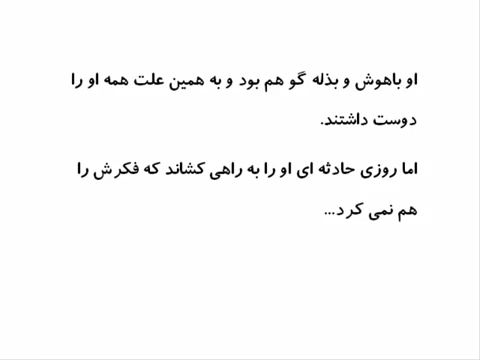 او باهوش و بذله گو هم بود و به همین علت همه او را
دوست داشتند.
اما روزی حادثه ای او را به راهی کشاند که فکرش را
هم نمی کرد...